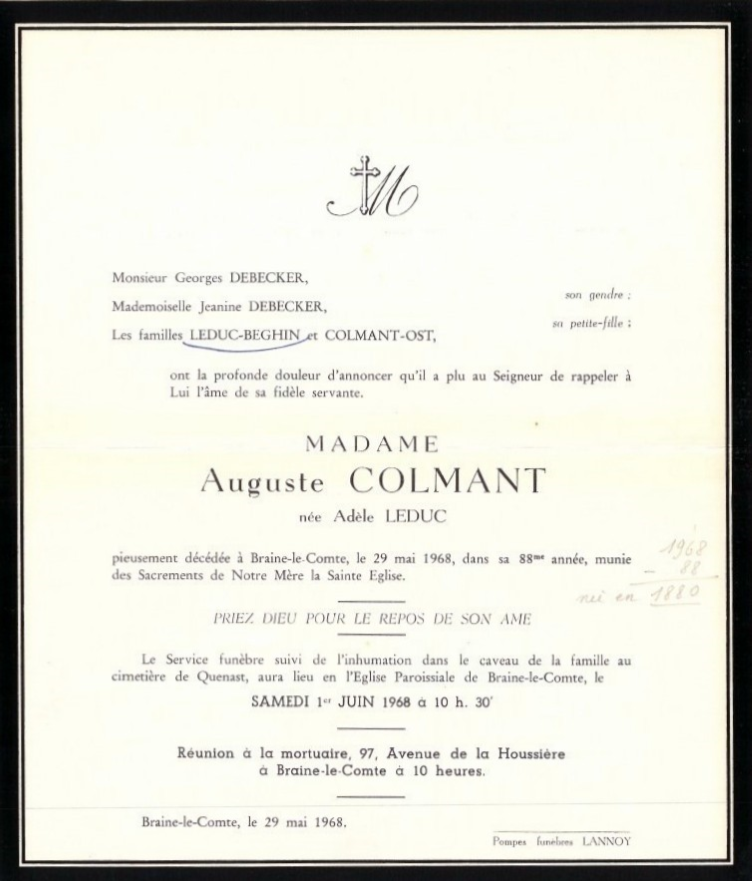 M
Monsieur Georges DEBECKER,
son gendre ;
Mademoiselle Jeanine DEBECKER,
sa petite-fille ;
Les familles LEDUC-BEGHIN et COLMANT-OST,
ont la profonde douleur d'annoncer qu'il a plu au Seigneur de rappeler à
Lui l'âme de sa fidèle servante.
MADAME
Auguste COLMANT
née Adèle LEDUC
pieusement décédée à Braine-le-Comte, le 29 mai 1968, dans sa 88me année, munie
des Sacrements de Notre Mère la Sainte Eglise.
1968
- 88
née en 1880
PRIEZ DIEU POUR LE REPOS DE SON AME
Le Service funèbre suivi de l'inhumation dans le caveau de la famille au
cimetière de Quenast, aura lieu en l'Eglise Paroissiale de Braine-le-Comte, le
SAMEDI 1er JUIN 1968 à 10 h. 30'
Réunion à la mortuaire, 97, Avenue de la Houssière
à Braine-le-Comte à 10 heures.
Braine-le-Comte, le 29 mai 1968.
Pompes funèbres LANNOY